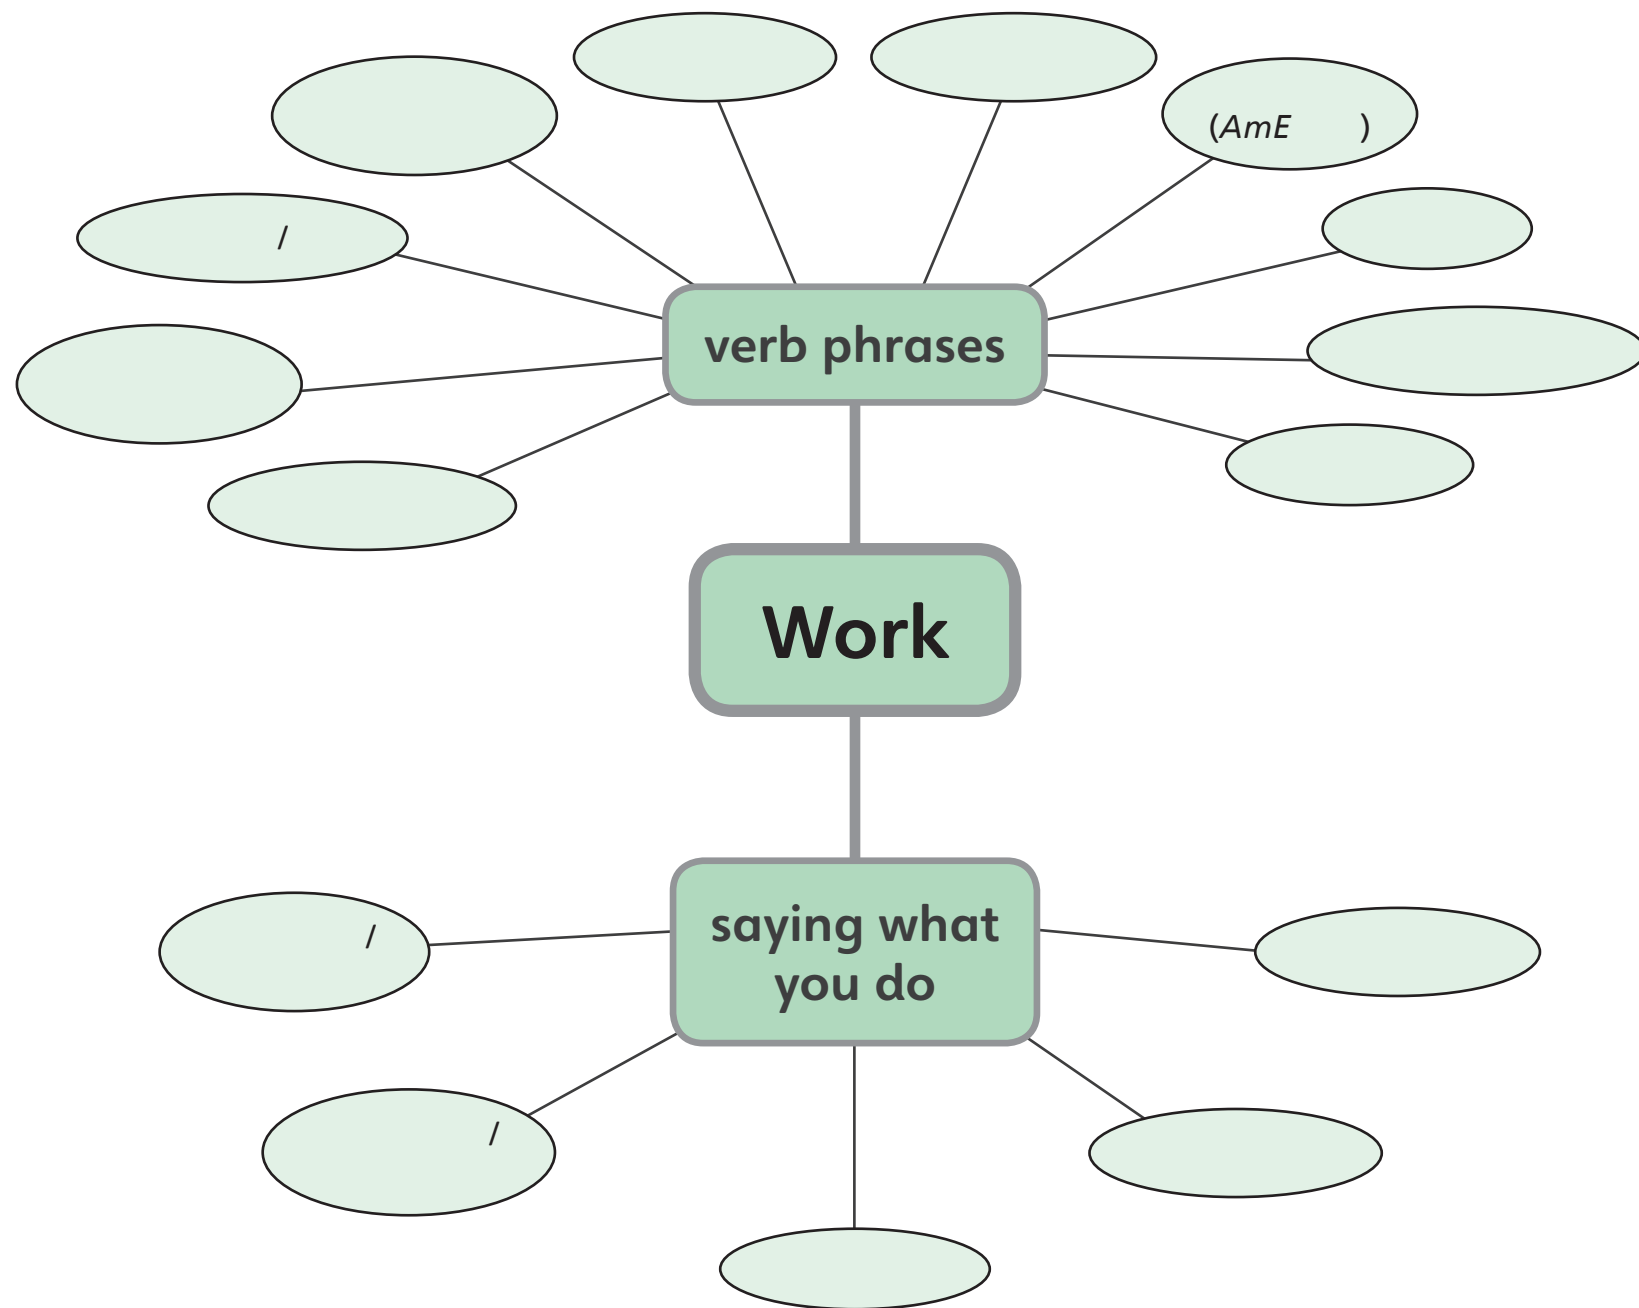 (AmE )
/
verb phrases
Work
/
saying what
you do
/